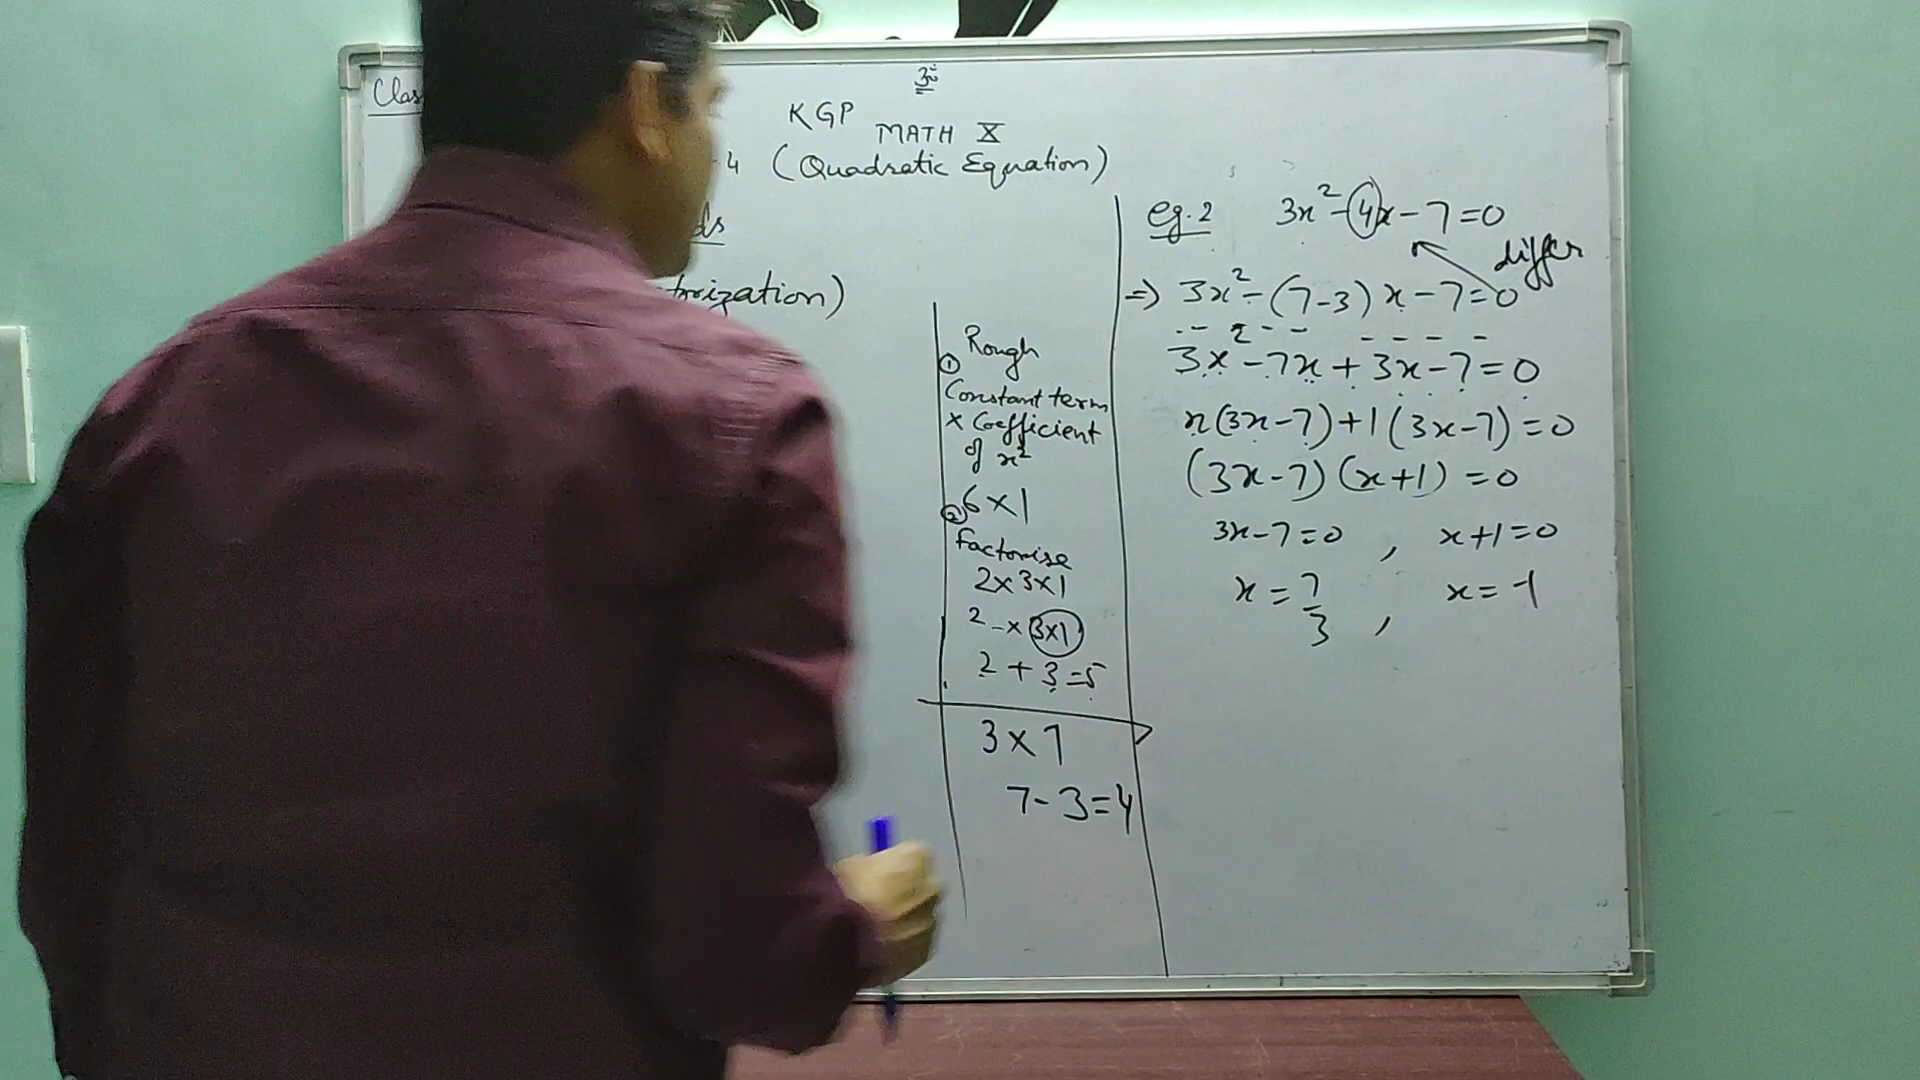 KGP
MATH X
4 (Quadratic Equation)
Rough
①
Constant term
× Coefficient
of x²
② 6×1
factorise
2×3×1
2 - × 3×1
2 + 3 = 5
3×7
7-3=4
eg.2 3x² - 4x - 7 = 0
differ
=) 3x² - (7-3) x - 7 = 0
3x² - 7x + 3x - 7 = 0
x(3x-7)+1(3x-7) = 0
(3x-7) (x+1) = 0
3x-7=0 , x+1=0
x = 7/3 , x = -1